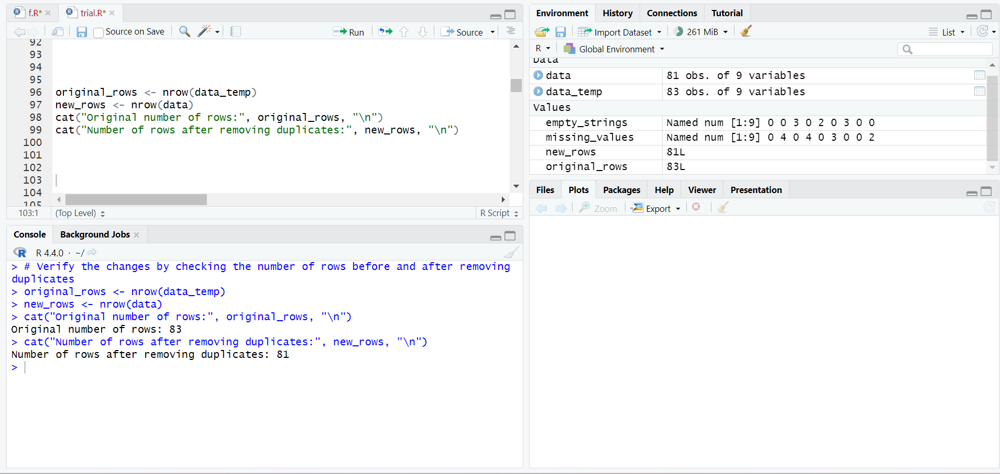 f.R*
trial.R*
Source on Save
Run
Source
92
93
94
95
96 original_rows <- nrow(data_temp)
97 new_rows <- nrow(data)
98 cat("Original number of rows:", original_rows, "\n")
99 cat("Number of rows after removing duplicates:", new_rows, "\n")
100
101
102
103
104
105
103:1 (Top Level) R Script
Console Background Jobs
R 4.4.0 · ~/
> # Verify the changes by checking the number of rows before and after removing
duplicates
> original_rows <- nrow(data_temp)
> new_rows <- nrow(data)
> cat("Original number of rows:", original_rows, "\n")
Original number of rows: 83
> cat("Number of rows after removing duplicates:", new_rows, "\n")
Number of rows after removing duplicates: 81
>
Environment History Connections Tutorial
Import Dataset 261 MiB List
R Global Environment
Data
data 81 obs. of 9 variables
data_temp 83 obs. of 9 variables
Values
empty_strings Named num [1:9] 0 0 3 0 2 0 3 0 0
missing_values Named num [1:9] 0 4 0 4 0 3 0 0 2
new_rows 81L
original_rows 83L
Files Plots Packages Help Viewer Presentation
Zoom Export